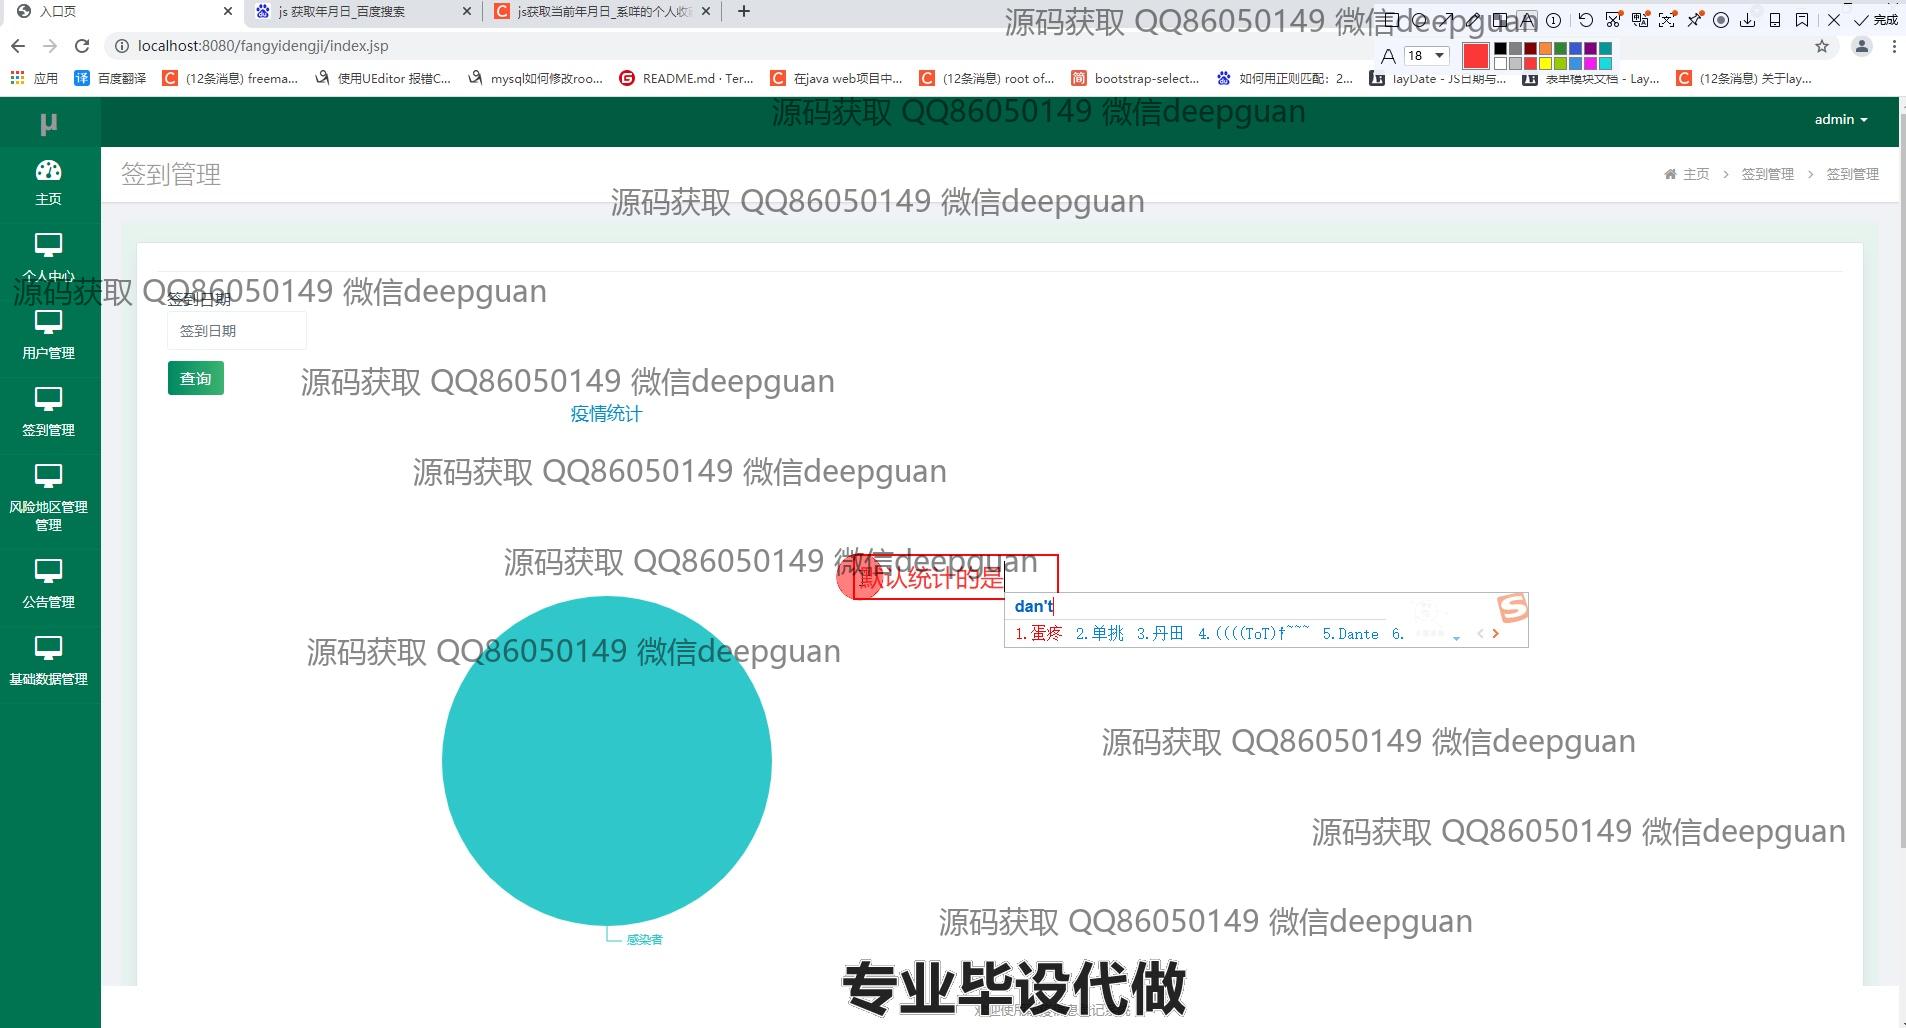 入口页
js 获取年月日_百度搜索
js获取当前年月日_系咩的个人收
源码获取 QQ86050149 微信deepguan
完成
localhost:8080/fangyidengji/index.jsp
18
应用
百度翻译
(12条消息) freema...
使用UEditor 报错C...
mysql如何修改roo...
README.md · Ter...
在java web项目中...
(12条消息) root of...
bootstrap-select...
如何用正则匹配：2...
layDate - JS日期与...
表单模块文档 - Lay...
(12条消息) 关于lay...
源码获取 QQ86050149 微信deepguan
μ
admin
主页
签到管理
主页 > 签到管理 > 签到管理
源码获取 QQ86050149 微信deepguan
个人中心
源码获取 QQ86050149 微信deepguan
签到日期
签到日期
用户管理
查询
源码获取 QQ86050149 微信deepguan
疫情统计
签到管理
源码获取 QQ86050149 微信deepguan
风险地区管理
管理
源码获取 QQ86050149 微信deepguan
默认统计的是
dan't
1.蛋疼 2.单挑 3.丹田 4.((((ToT)†~~~ 5.Dante 6.
公告管理
源码获取 QQ86050149 微信deepguan
基础数据管理
源码获取 QQ86050149 微信deepguan
源码获取 QQ86050149 微信deepguan
源码获取 QQ86050149 微信deepguan
感染者
专业毕设代做